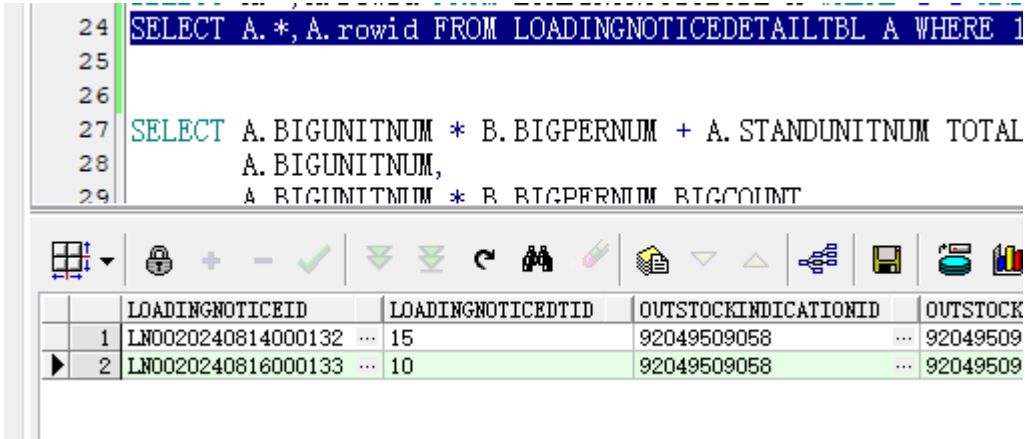 24 SELECT A.*,A.rowid FROM LOADINGNOTICEDETAILTBL A WHERE 1
25
26
27 SELECT A.BIGUNITNUM * B.BIGPERNUM + A.STANDUNITNUM TOTAL
28 A.BIGUNITNUM,
29 A.BIGUNITNUM * B.BIGPERNUM BIGCOUNT
LOADINGNOTICEID LOADINGNOTICEDTID OUTSTOCKINDICATIONID OUTSTOCK
1 LN0020240814000132 ... 15 92049509058 ... 92049509
2 LN0020240816000133 ... 10 92049509058 ... 92049509